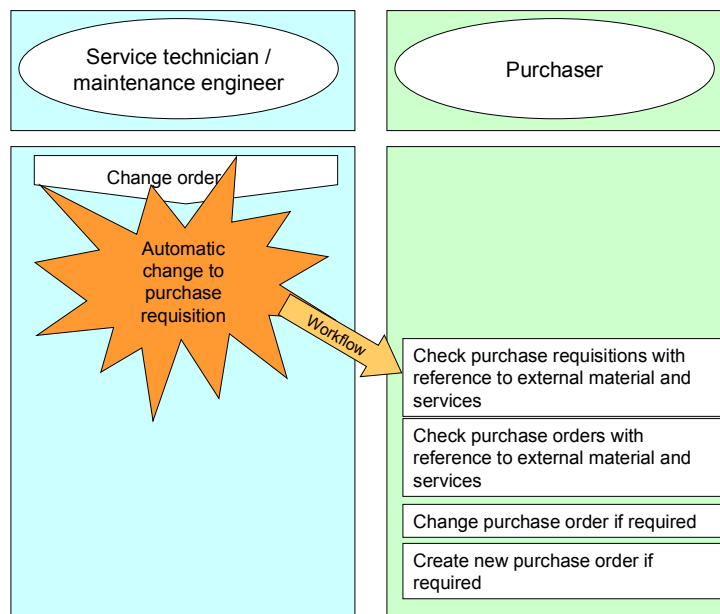 Service technician /
maintenance engineer
Purchaser
Change order
Automatic
change to
purchase
requisition
Workflow
Check purchase requisitions with
reference to external material and
services
Check purchase orders with
reference to external material and
services
Change purchase order if required
Create new purchase order if
required